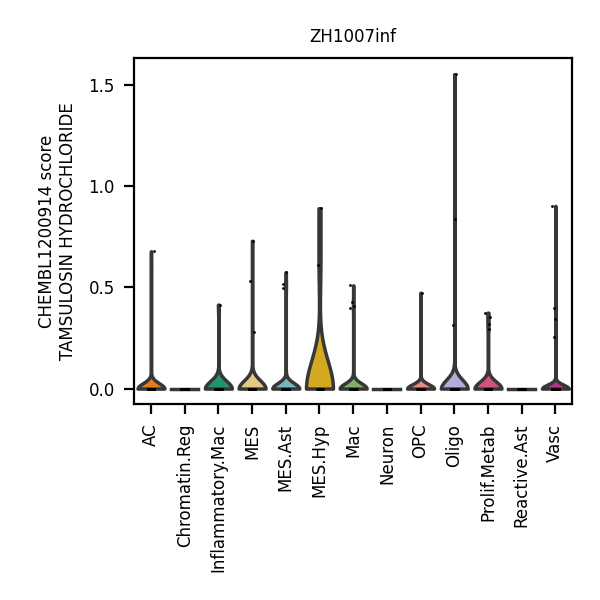 ZH1007inf
CHEMBL1200914 score
TAMSULOSIN HYDROCHLORIDE
1.5
1.0
0.5
0.0
AC
Chromatin.Reg
Inflammatory.Mac
MES
MES.Ast
MES.Hyp
Mac
Neuron
OPC
Oligo
Prolif.Metab
Reactive.Ast
Vasc